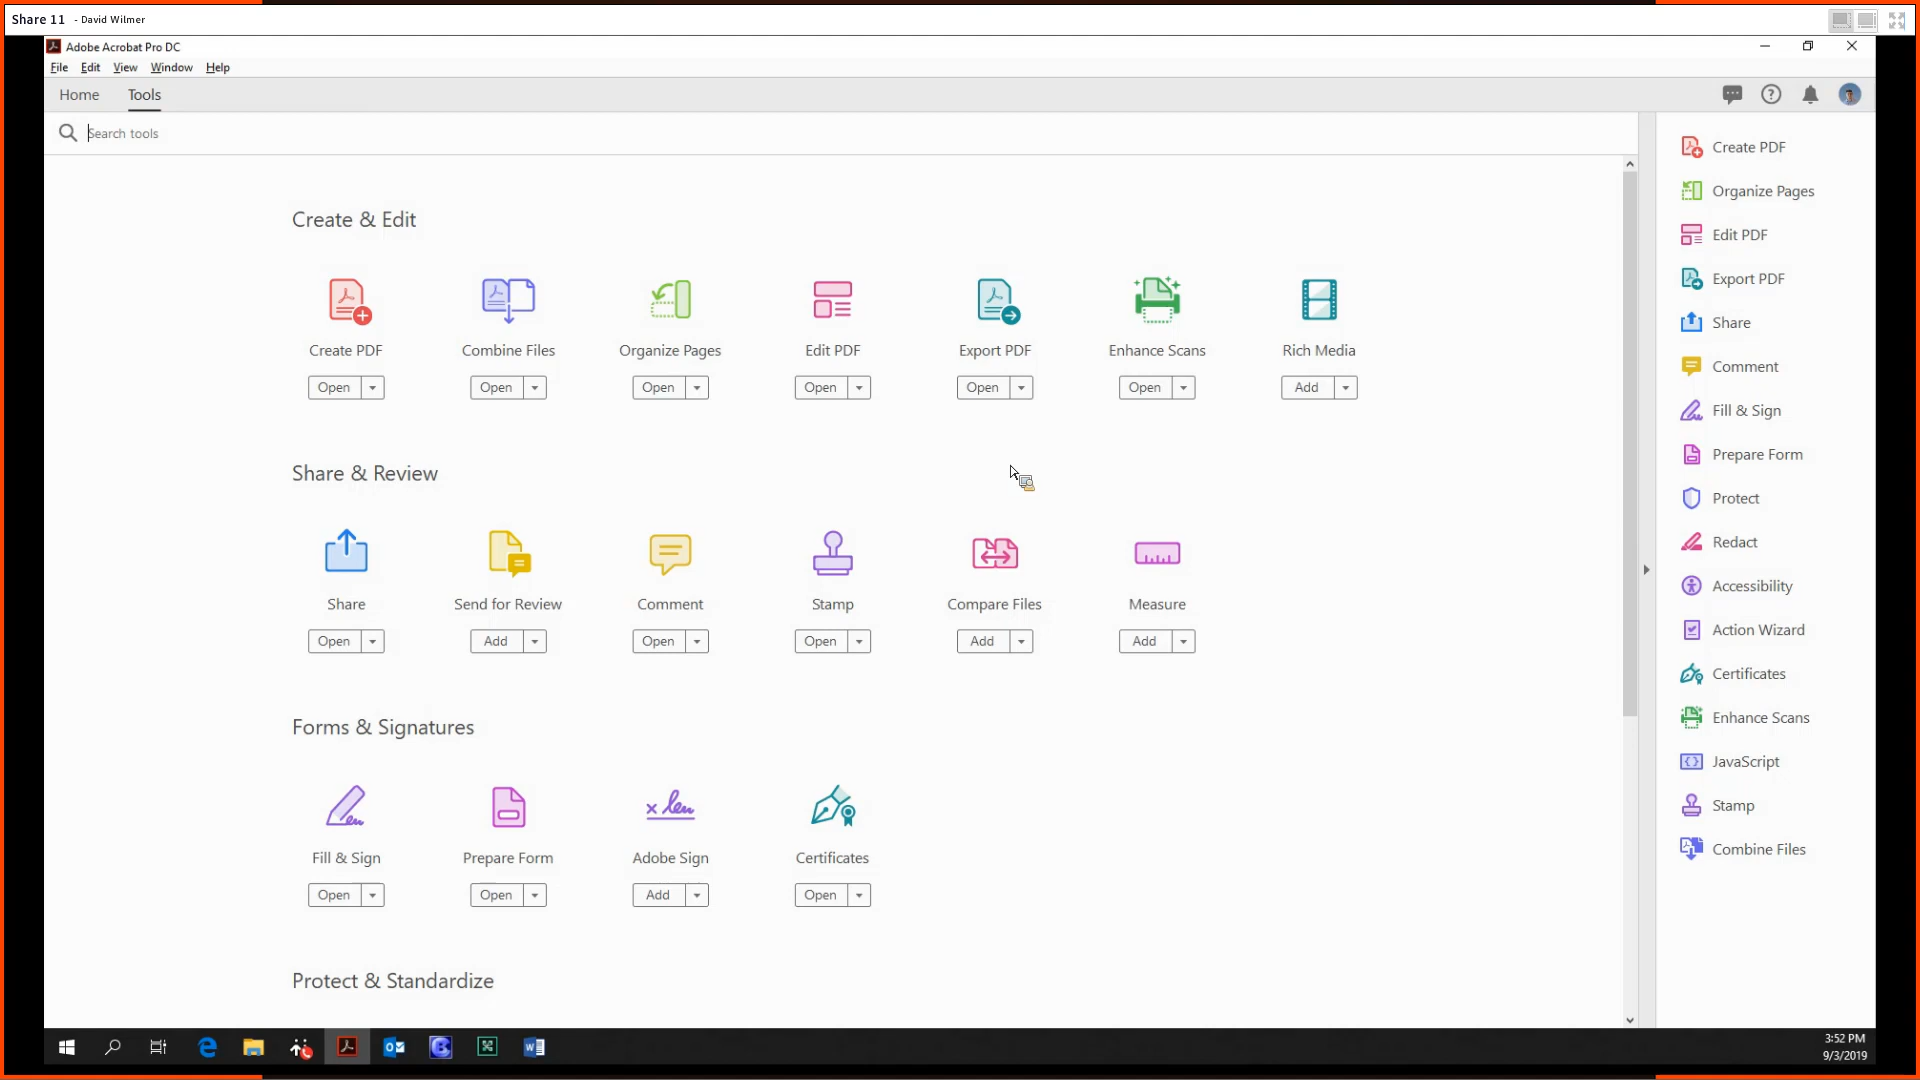 Share 11 - David Wilmer
Adobe Acrobat Pro DC
File Edit View Window Help
Home Tools
Search tools
Create & Edit
Create PDF Combine Files Organize Pages Edit PDF Export PDF Enhance Scans Rich Media
Open Open Open Open Open Open Add
Share & Review
Share Send for Review Comment Stamp Compare Files Measure
Open Add Open Open Add Add
Forms & Signatures
Fill & Sign Prepare Form Adobe Sign Certificates
Open Open Add Open
Protect & Standardize
Create PDF
Organize Pages
Edit PDF
Export PDF
Share
Comment
Fill & Sign
Prepare Form
Protect
Redact
Accessibility
Action Wizard
Certificates
Enhance Scans
JavaScript
Stamp
Combine Files
3:52 PM
9/3/2019